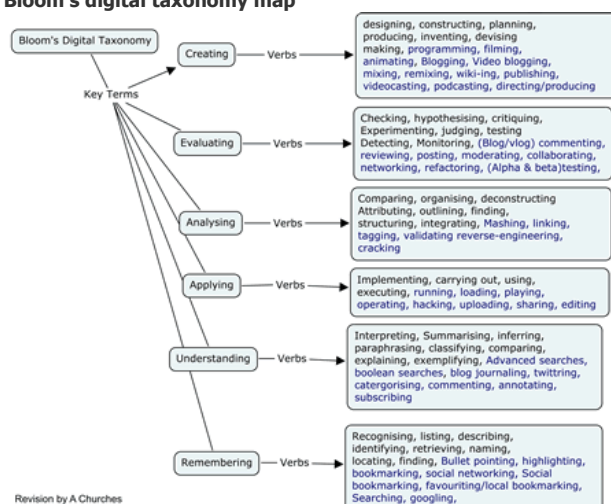 Bloom's digital taxonomy map
Bloom's Digital Taxonomy
Key Terms
Creating
Verbs
designing, constructing, planning,
producing, inventing, devising
making, programming, filming,
animating, Blogging, Video blogging,
mixing, remixing, wiki-ing, publishing,
videocasting, podcasting, directing/producing
Evaluating
Verbs
Checking, hypothesising, critiquing,
Experimenting, judging, testing
Detecting, Monitoring, (Blog/vlog) commenting,
reviewing, posting, moderating, collaborating,
networking, refactoring, (Alpha & beta)testing,
Analysing
Verbs
Comparing, organising, deconstructing
Attributing, outlining, finding,
structuring, integrating, Mashing, linking,
tagging, validating reverse-engineering,
cracking
Applying
Verbs
Implementing, carrying out, using,
executing, running, loading, playing,
operating, hacking, uploading, sharing, editing
Understanding
Verbs
Interpreting, Summarising, inferring,
paraphrasing, classifying, comparing,
explaining, exemplifying, Advanced searches,
boolean searches, blog journaling, twittring,
catergorising, commenting, annotating,
subscribing
Remembering
Verbs
Recognising, listing, describing,
identifying, retrieving, naming,
locating, finding, Bullet pointing, highlighting,
bookmarking, social networking, Social
bookmarking, favouriting/local bookmarking,
Searching, googling,
Revision by A Churches